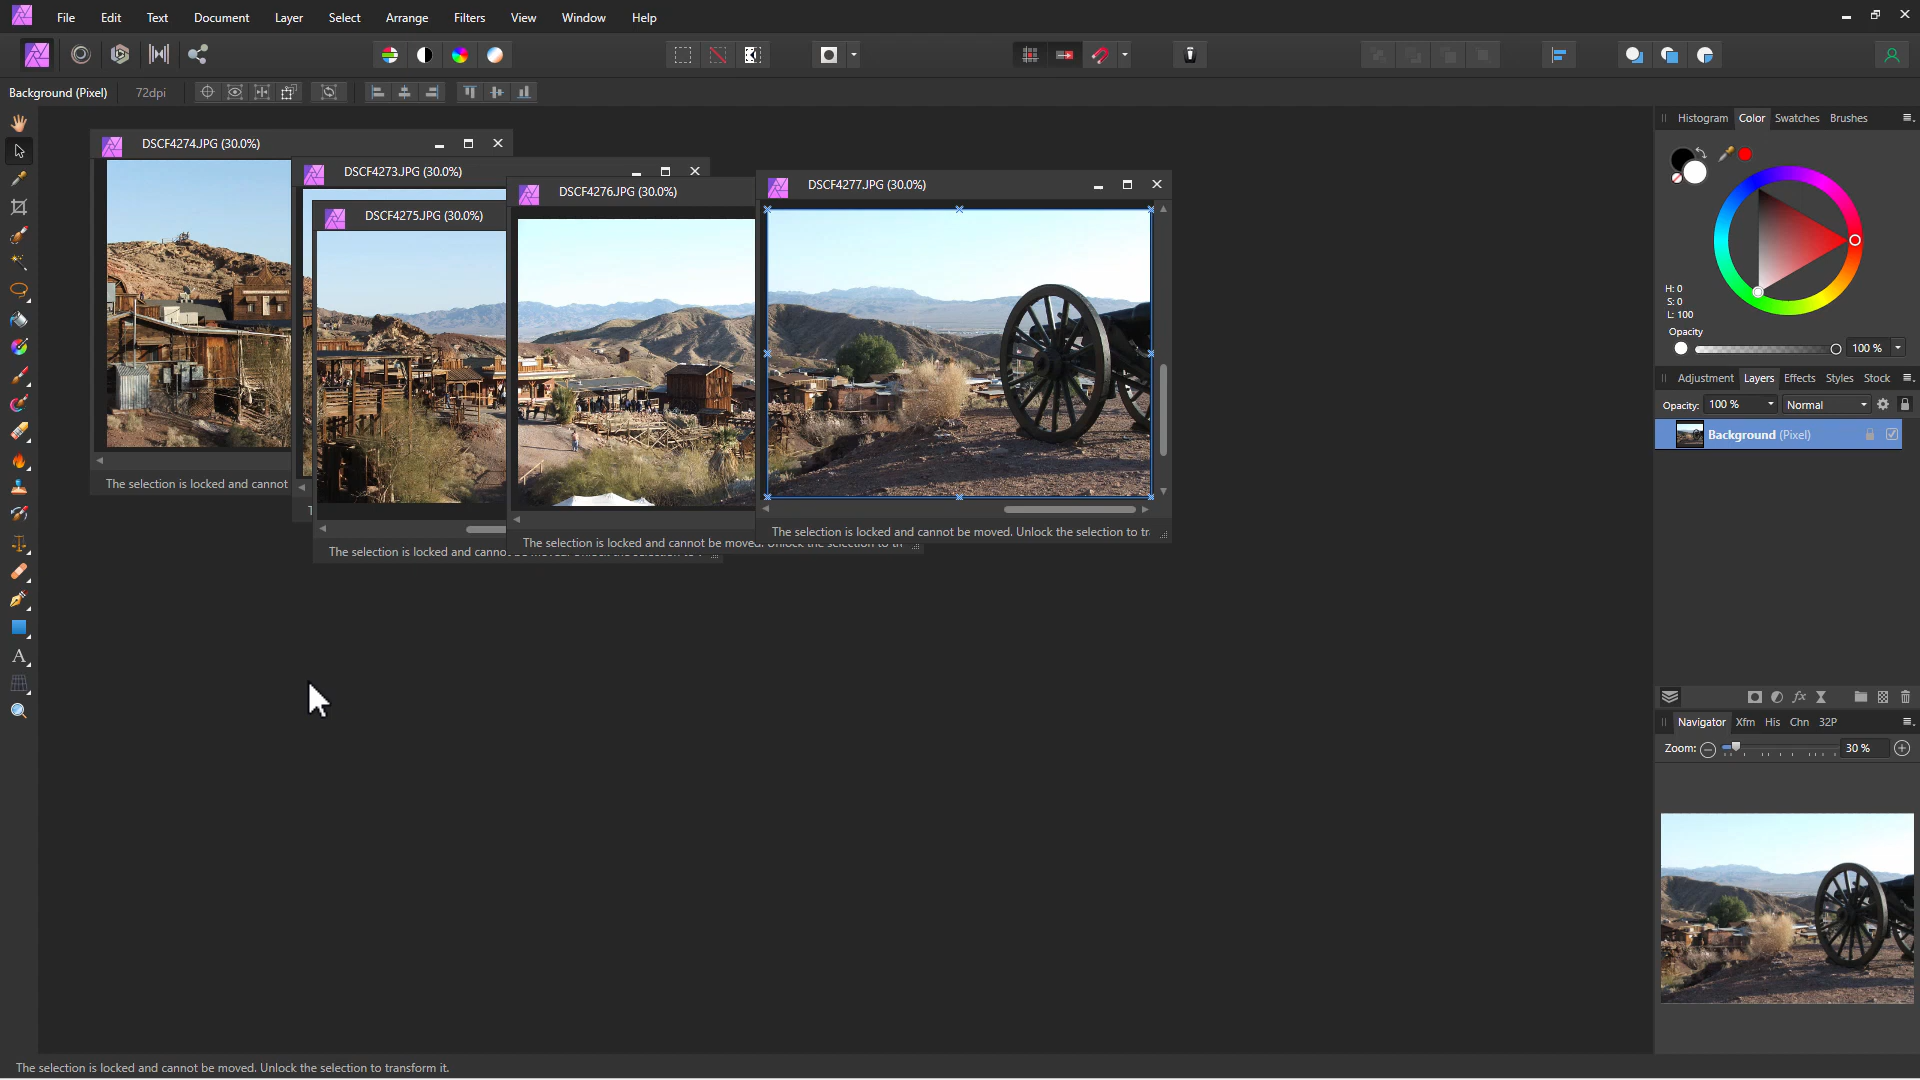 File Edit Text Document Layer Select Arrange Filters View Window Help
Background (Pixel) 72dpi
DSCF4274.JPG (30.0%)
The selection is locked and cannot
DSCF4273.JPG (30.0%)
DSCF4275.JPG (30.0%)
The selection is locked and
DSCF4276.JPG (30.0%)
The selection is locked and cannot be moved.
DSCF4277.JPG (30.0%)
The selection is locked and cannot be moved. Unlock the selection to tr
Histogram Color Swatches Brushes
H: 0
S: 0
L: 100
Opacity
100 %
Adjustment Layers Effects Styles Stock
Opacity: 100 % Normal
Background (Pixel)
Navigator Xfm His Chn 32P
Zoom: 30 %
The selection is locked and cannot be moved. Unlock the selection to transform it.